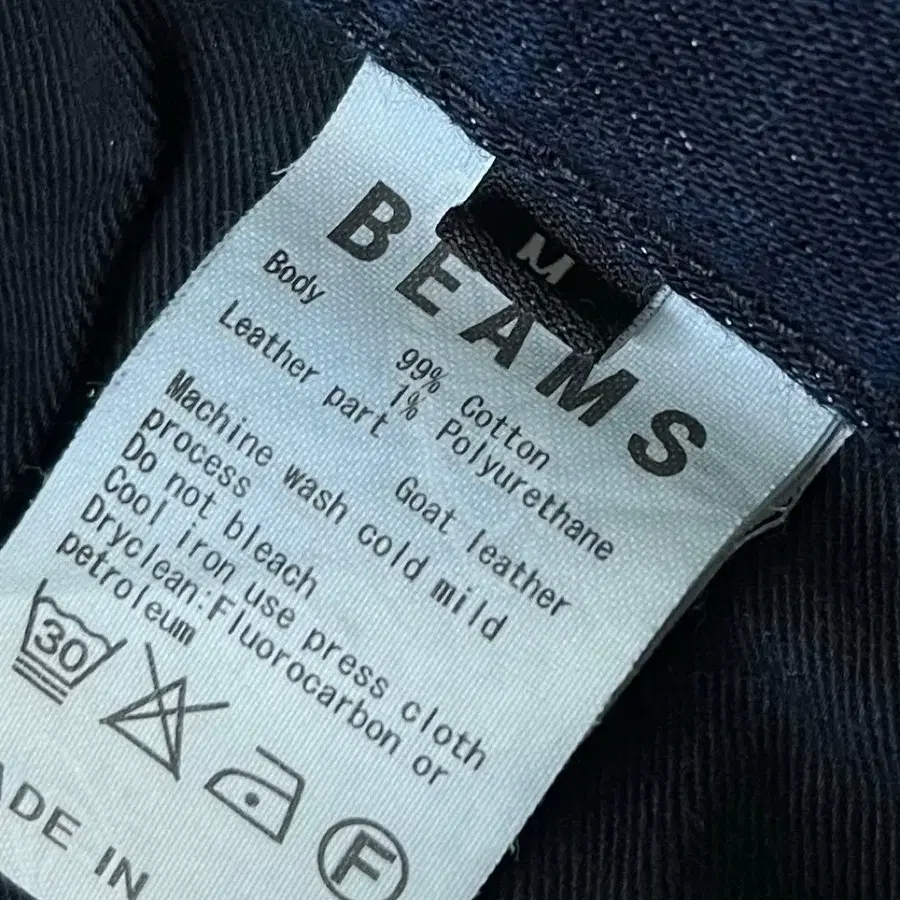 M
BEAMS
Body 99% Cotton
1% Polyurethane
Leather part Goat leather
Machine wash cold mild
process
Do not bleach
Cool iron use press cloth
Dryclean:Fluorocarbon or
petroleum
30
F
ADE IN